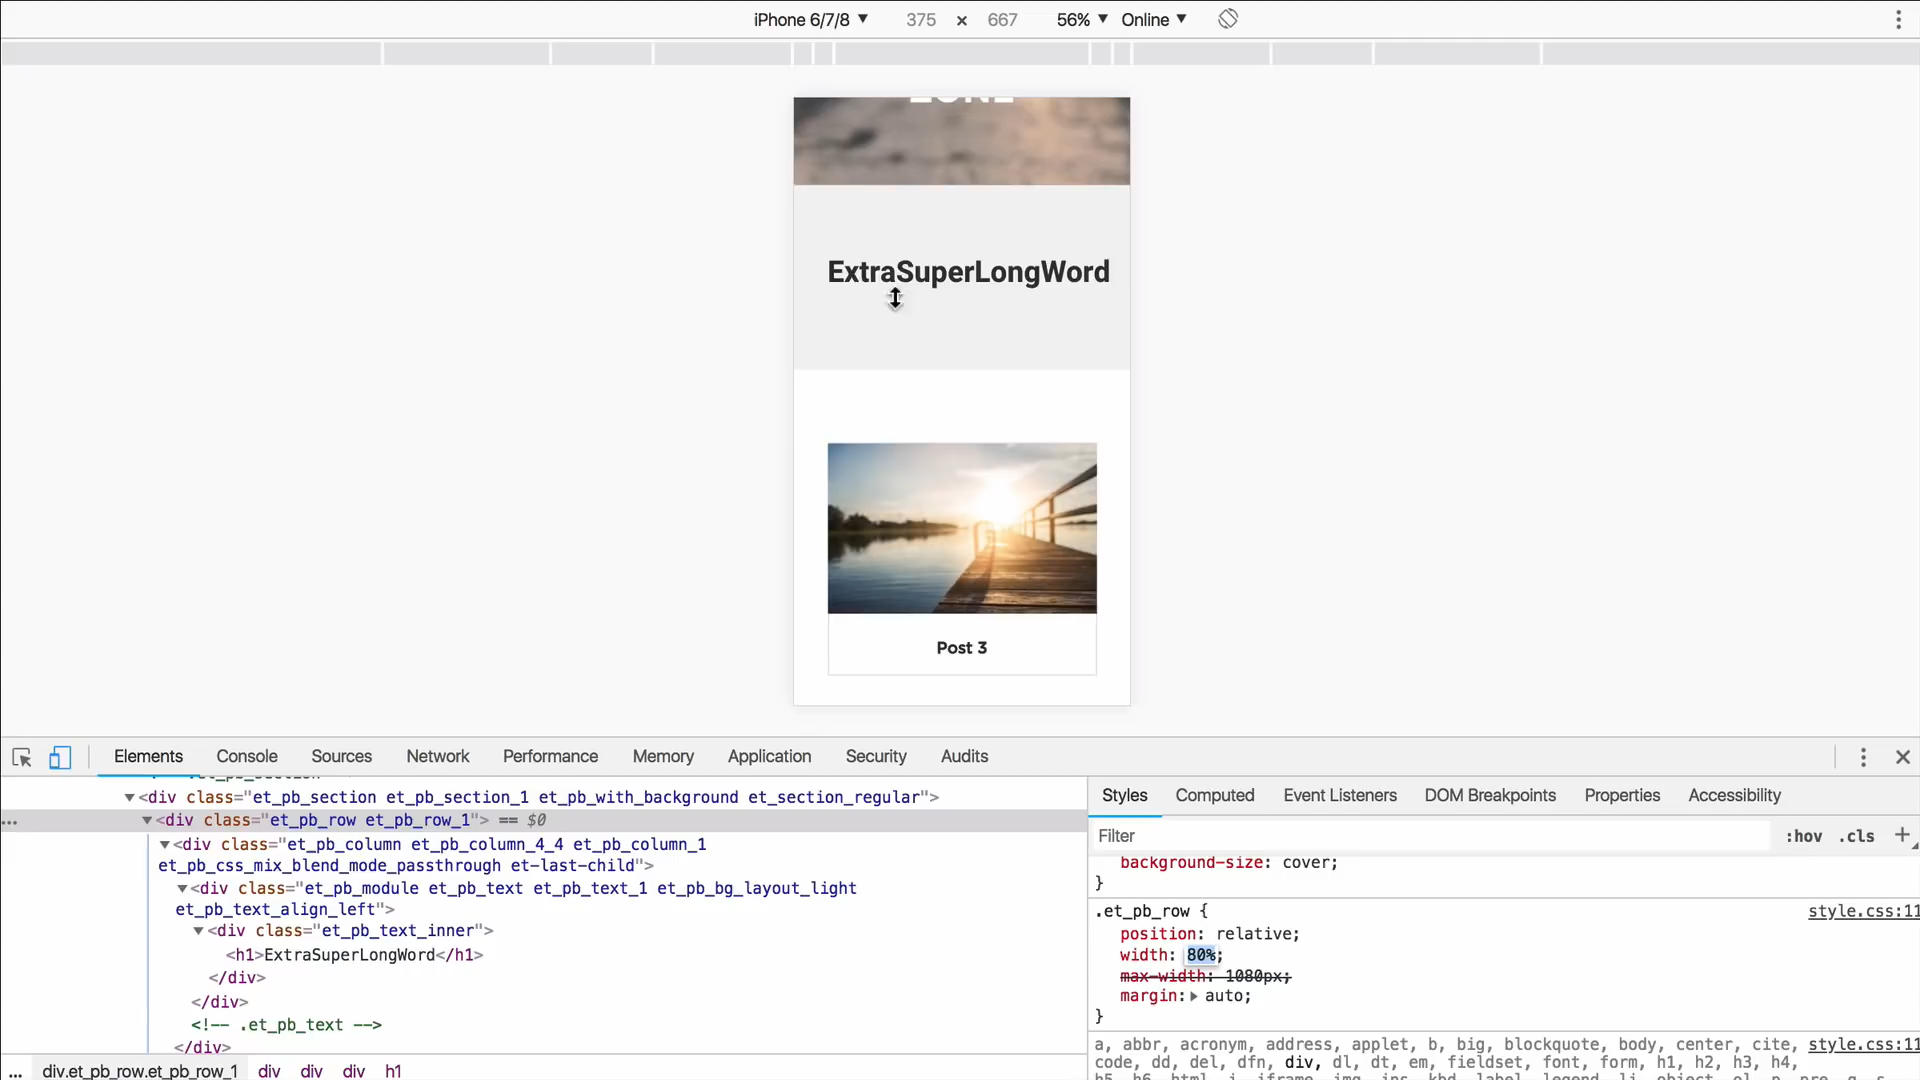 iPhone 6/7/8 ▼ 375 × 667 56% ▼ Online ▼
ExtraSuperLongWord
Post 3
Elements Console Sources Network Performance Memory Application Security Audits
▼<div class="et_pb_section et_pb_section_1 et_pb_with_background et_section_regular">
... ▼<div class="et_pb_row et_pb_row_1"> == $0
▼<div class="et_pb_column et_pb_column_4_4 et_pb_column_1
et_pb_css_mix_blend_mode_passthrough et-last-child">
▼<div class="et_pb_module et_pb_text et_pb_text_1 et_pb_bg_layout_light
et_pb_text_align_left">
▼<div class="et_pb_text_inner">
<h1>ExtraSuperLongWord</h1>
</div>
</div>
<!-- .et_pb_text -->
</div>
... div.et_pb_row.et_pb_row_1 div div div h1
Styles Computed Event Listeners DOM Breakpoints Properties Accessibility
Filter :hov .cls +
background-size: cover;
}
.et_pb_row { style.css:11
position: relative;
width: 80%;
max-width: 1080px;
margin:▶ auto;
}
a, abbr, acronym, address, applet, b, big, blockquote, body, center, cite, style.css:11
code, dd, del, dfn, div, dl, dt, em, fieldset, font, form, h1, h2, h3, h4,